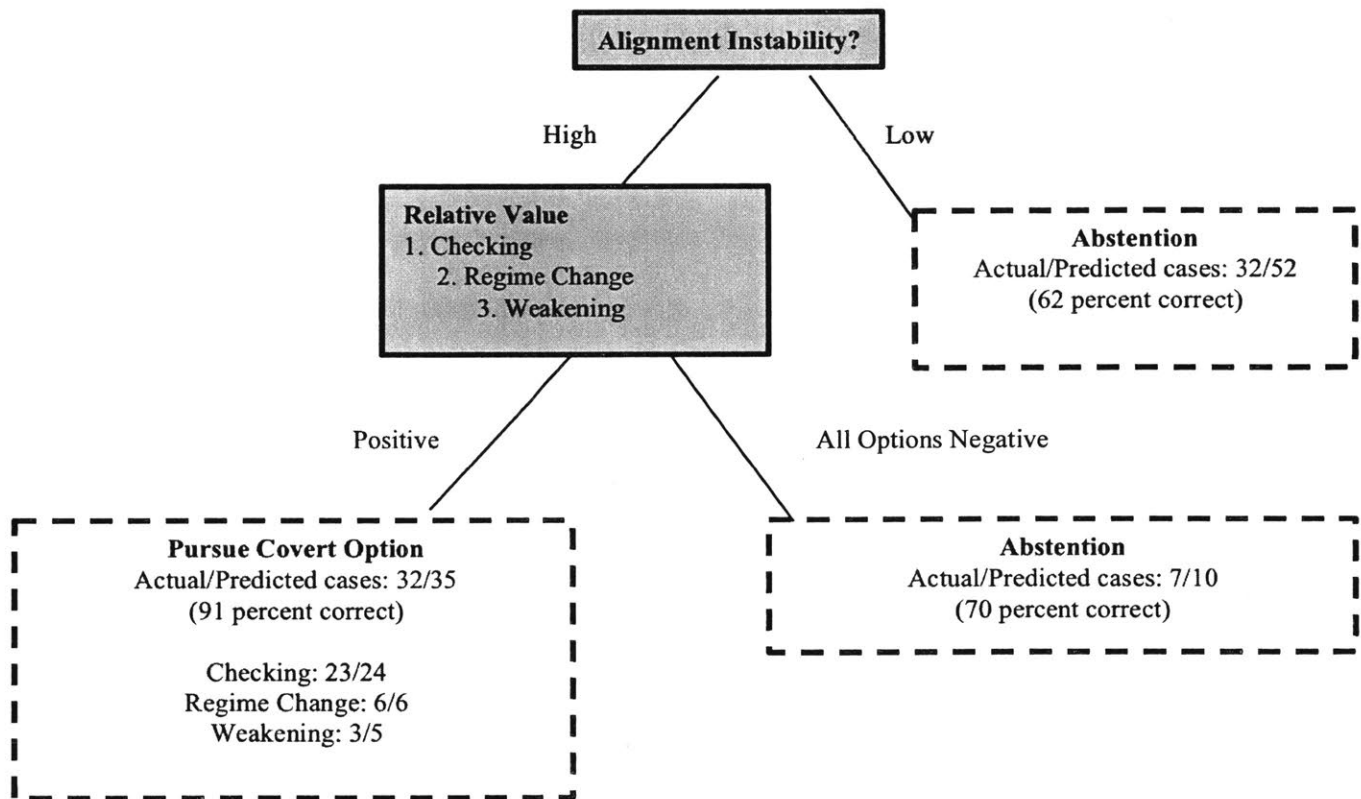 Alignment Instability?
High
Low
Relative Value
1. Checking
2. Regime Change
3. Weakening
Abstention
Actual/Predicted cases: 32/52
(62 percent correct)
Positive
All Options Negative
Pursue Covert Option
Actual/Predicted cases: 32/35
(91 percent correct)
Checking: 23/24
Regime Change: 6/6
Weakening: 3/5
Abstention
Actual/Predicted cases: 7/10
(70 percent correct)